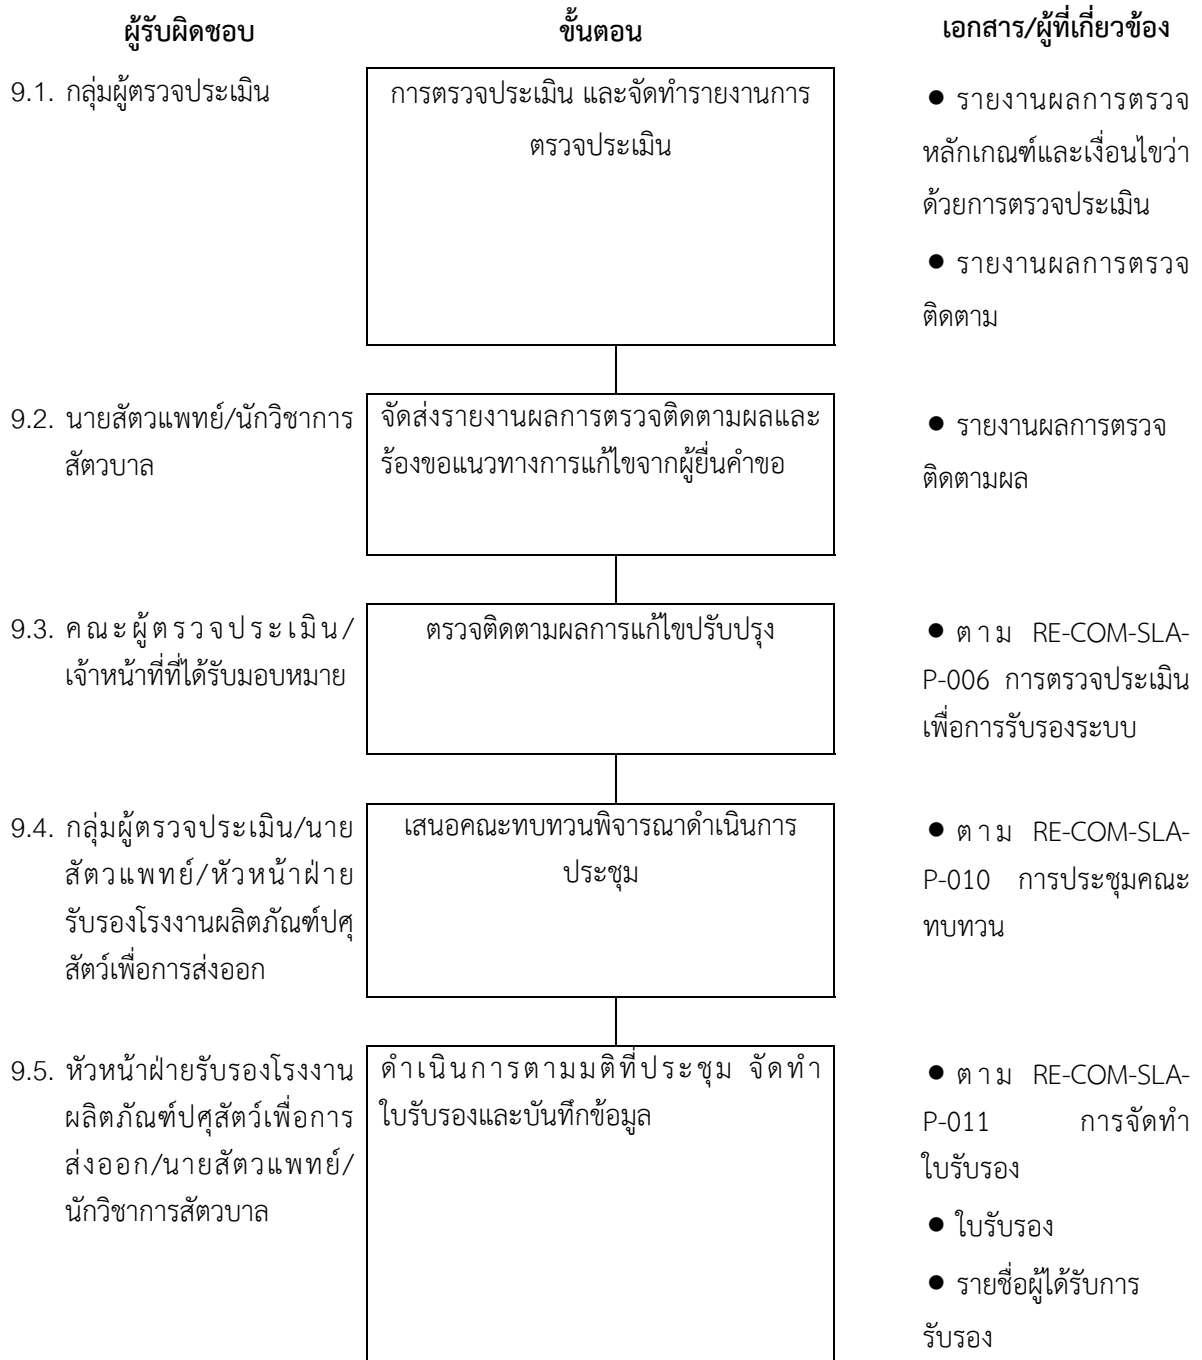 ผู้รับผิดชอบ
ขั้นตอน
เอกสาร/ผู้ที่เกี่ยวข้อง
9.1. กลุ่มผู้ตรวจประเมิน
การตรวจประเมิน และจัดทำรายงานการ
ตรวจประเมิน
● รายงานผลการตรวจ
หลักเกณฑ์และเงื่อนไขว่า
ด้วยการตรวจประเมิน
● รายงานผลการตรวจ
ติดตาม
9.2. นายสัตวแพทย์/นักวิชาการ
สัตวบาล
จัดส่งรายงานผลการตรวจติดตามผลและ
ร้องขอแนวทางการแก้ไขจากผู้ยื่นคำขอ
● รายงานผลการตรวจ
ติดตามผล
9.3. คณะผู้ตรวจประเมิน/
เจ้าหน้าที่ที่ได้รับมอบหมาย
ตรวจติดตามผลการแก้ไขปรับปรุง
● ตาม RE-COM-SLA-
P-006 การตรวจประเมิน
เพื่อการรับรองระบบ
9.4. กลุ่มผู้ตรวจประเมิน/นาย
สัตวแพทย์/หัวหน้าฝ่าย
รับรองโรงงานผลิตภัณฑ์ปศุ
สัตว์เพื่อการส่งออก
เสนอคณะทบทวนพิจารณาดำเนินการ
ประชุม
● ตาม RE-COM-SLA-
P-010 การประชุมคณะ
ทบทวน
9.5. หัวหน้าฝ่ายรับรองโรงงาน
ผลิตภัณฑ์ปศุสัตว์เพื่อการ
ส่งออก/นายสัตวแพทย์/
นักวิชาการสัตวบาล
ดำเนินการตามมติที่ประชุม จัดทำ
ใบรับรองและบันทึกข้อมูล
● ตาม RE-COM-SLA-
P-011 การจัดทำ
ใบรับรอง
● ใบรับรอง
● รายชื่อผู้ได้รับการ
รับรอง